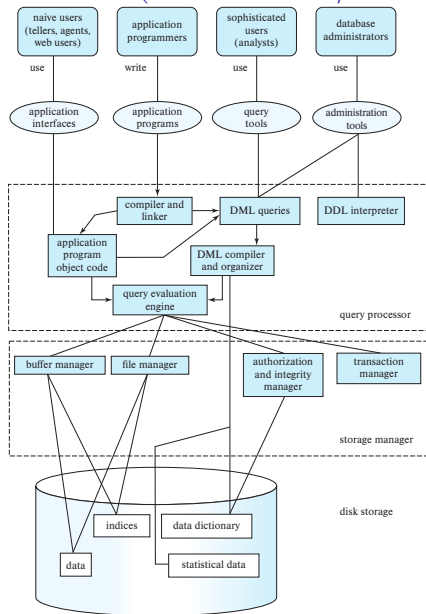 naive users
(tellers, agents,
web users)
application
programmers
sophisticated
users
(analysts)
database
administrators
use
write
use
use
application
interfaces
application
programs
query
tools
administration
tools
compiler and
linker
DML queries
DDL interpreter
application
program
object code
DML compiler
and organizer
query evaluation
engine
query processor
buffer manager
file manager
authorization
and integrity
manager
transaction
manager
storage manager
disk storage
indices
data dictionary
data
statistical data